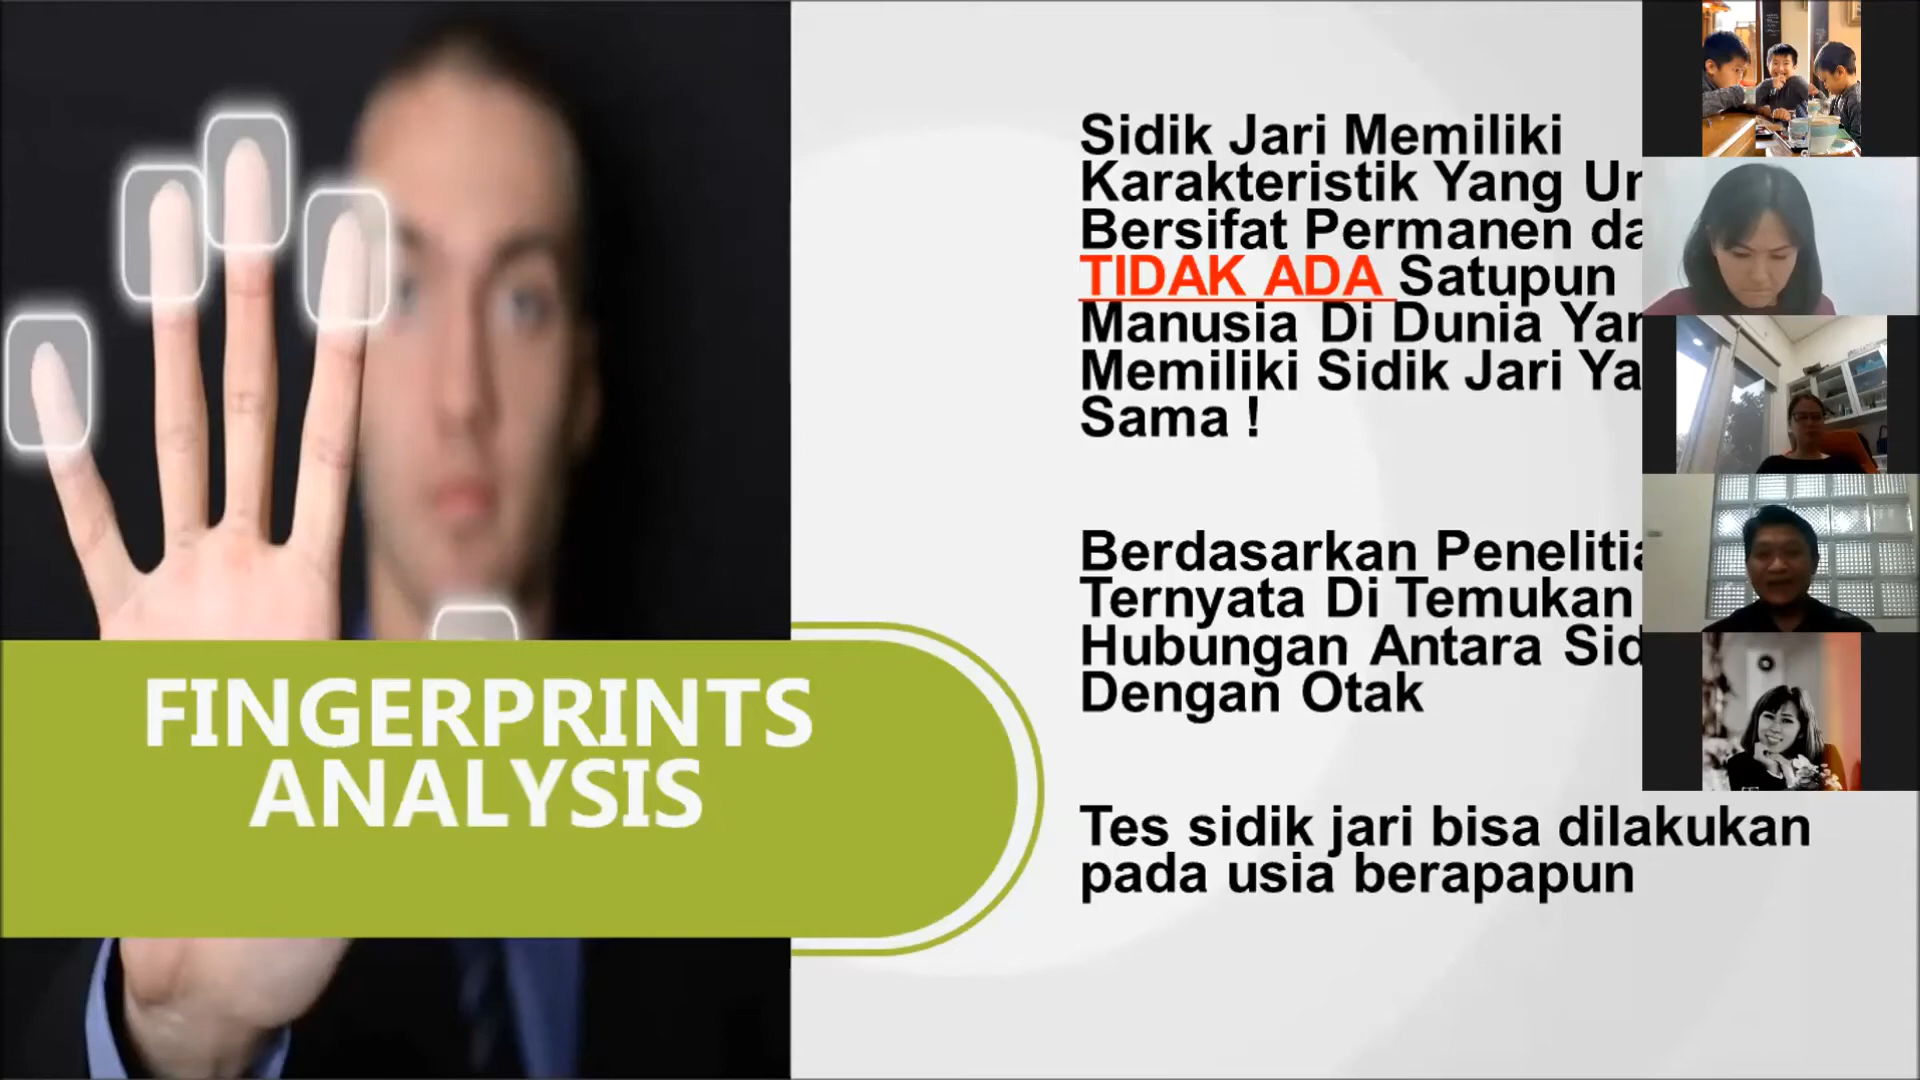 FINGERPRINTS
ANALYSIS
Sidik Jari Memiliki
Karakteristik Yang
Bersifat Permanen
TIDAK ADA Satupun
Manusia Di Dunia
Memiliki Sidik Jari
Sama !
Berdasarkan
Ternyata Di Temukan
Hubungan Antara
Dengan Otak
Tes sidik jari bisa dilakukan
pada usia berapapun